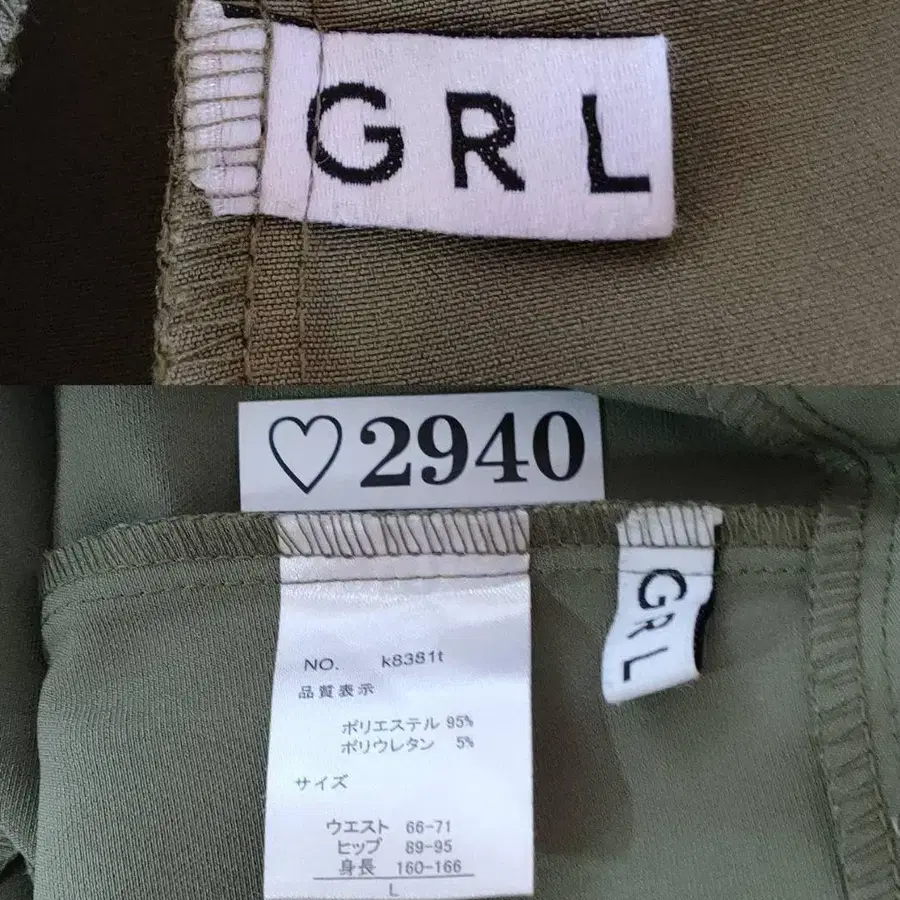 GRL
♡2940
NO. k8381t
品質表示
ポリエステル 95%
ポリウレタン 5%
サイズ
ウエスト 66-71
ヒップ 89-95
身長 160-166
L
GRL